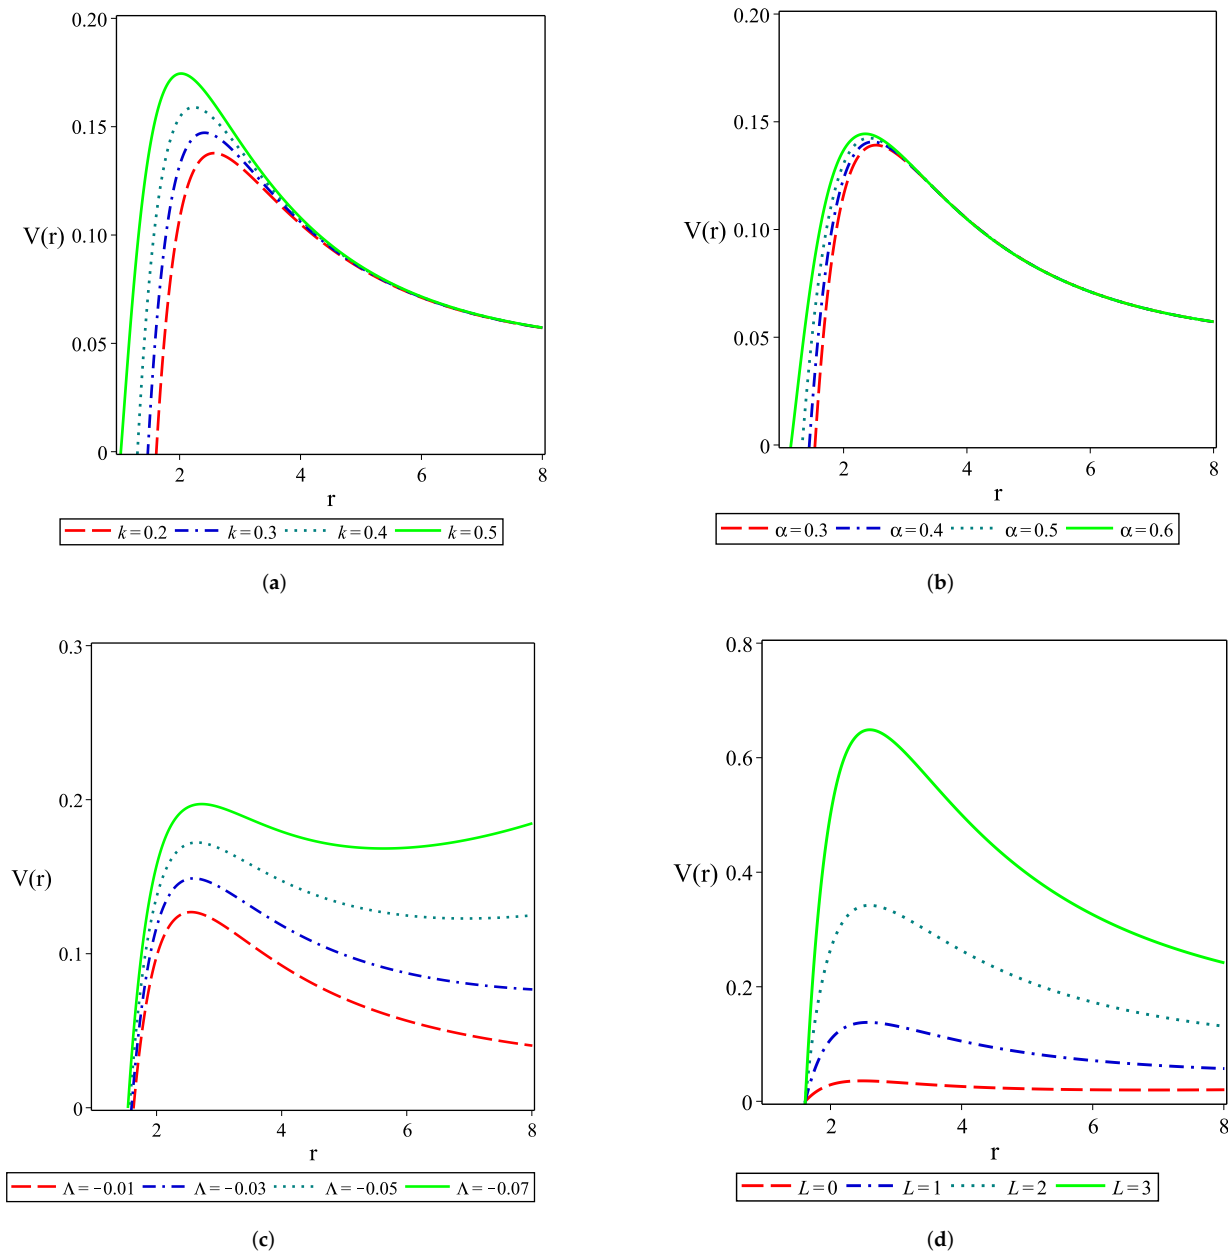 0.20
0.15
V(r)
0.10
0.05
0
2
4
6
8
r
k = 0.2
k = 0.3
k = 0.4
k = 0.5
(a)
0.20
0.15
V(r)
0.10
0.05
0
2
4
6
8
r
α = 0.3
α = 0.4
α = 0.5
α = 0.6
(b)
0.3
0.2
V(r)
0.1
0
2
4
6
8
r
Λ = −0.01
Λ = −0.03
Λ = −0.05
Λ = −0.07
(c)
0.8
0.6
V(r)
0.4
0.2
0
2
4
6
8
r
L = 0
L = 1
L = 2
L = 3
(d)